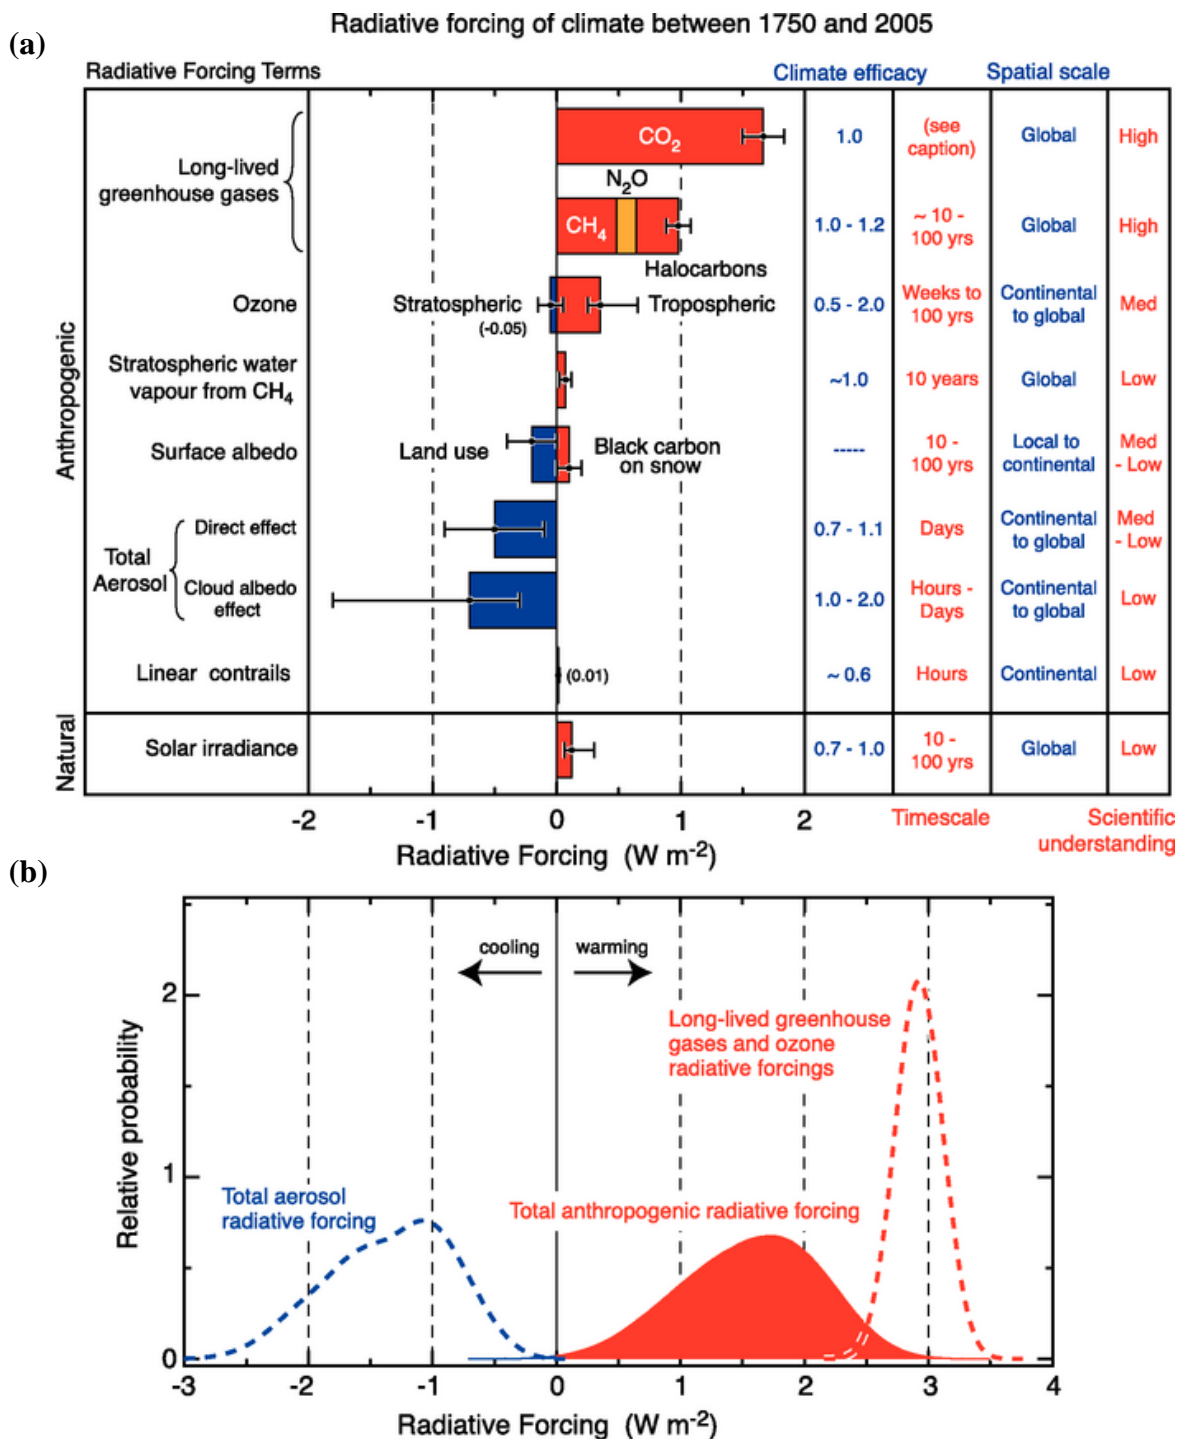 Radiative forcing of climate between 1750 and 2005
(a)
Radiative Forcing Terms
Climate efficacy
Spatial scale
Anthropogenic
Long-lived
greenhouse gases
CO₂
1.0
(see
caption)
Global
High
N₂O
CH₄
Halocarbons
1.0 - 1.2
~ 10 -
100 yrs
Global
High
Ozone
Stratospheric
(-0.05)
Tropospheric
0.5 - 2.0
Weeks to
100 yrs
Continental
to global
Med
Stratospheric water
vapour from CH₄
~1.0
10 years
Global
Low
Surface albedo
Land use
Black carbon
on snow
-----
10 -
100 yrs
Local to
continental
Med
- Low
Total
Aerosol
Direct effect
0.7 - 1.1
Days
Continental
to global
Med
- Low
Cloud albedo
effect
1.0 - 2.0
Hours -
Days
Continental
to global
Low
Linear contrails
(0.01)
~ 0.6
Hours
Continental
Low
Natural
Solar irradiance
0.7 - 1.0
10 -
100 yrs
Global
Low
-2 -1 0 1 2
Timescale
Scientific
understanding
Radiative Forcing (W m⁻²)
(b)
cooling
warming
Relative probability
2
1
0
Long-lived greenhouse
gases and ozone
radiative forcings
Total aerosol
radiative forcing
Total anthropogenic radiative forcing
-3 -2 -1 0 1 2 3 4
Radiative Forcing (W m⁻²)